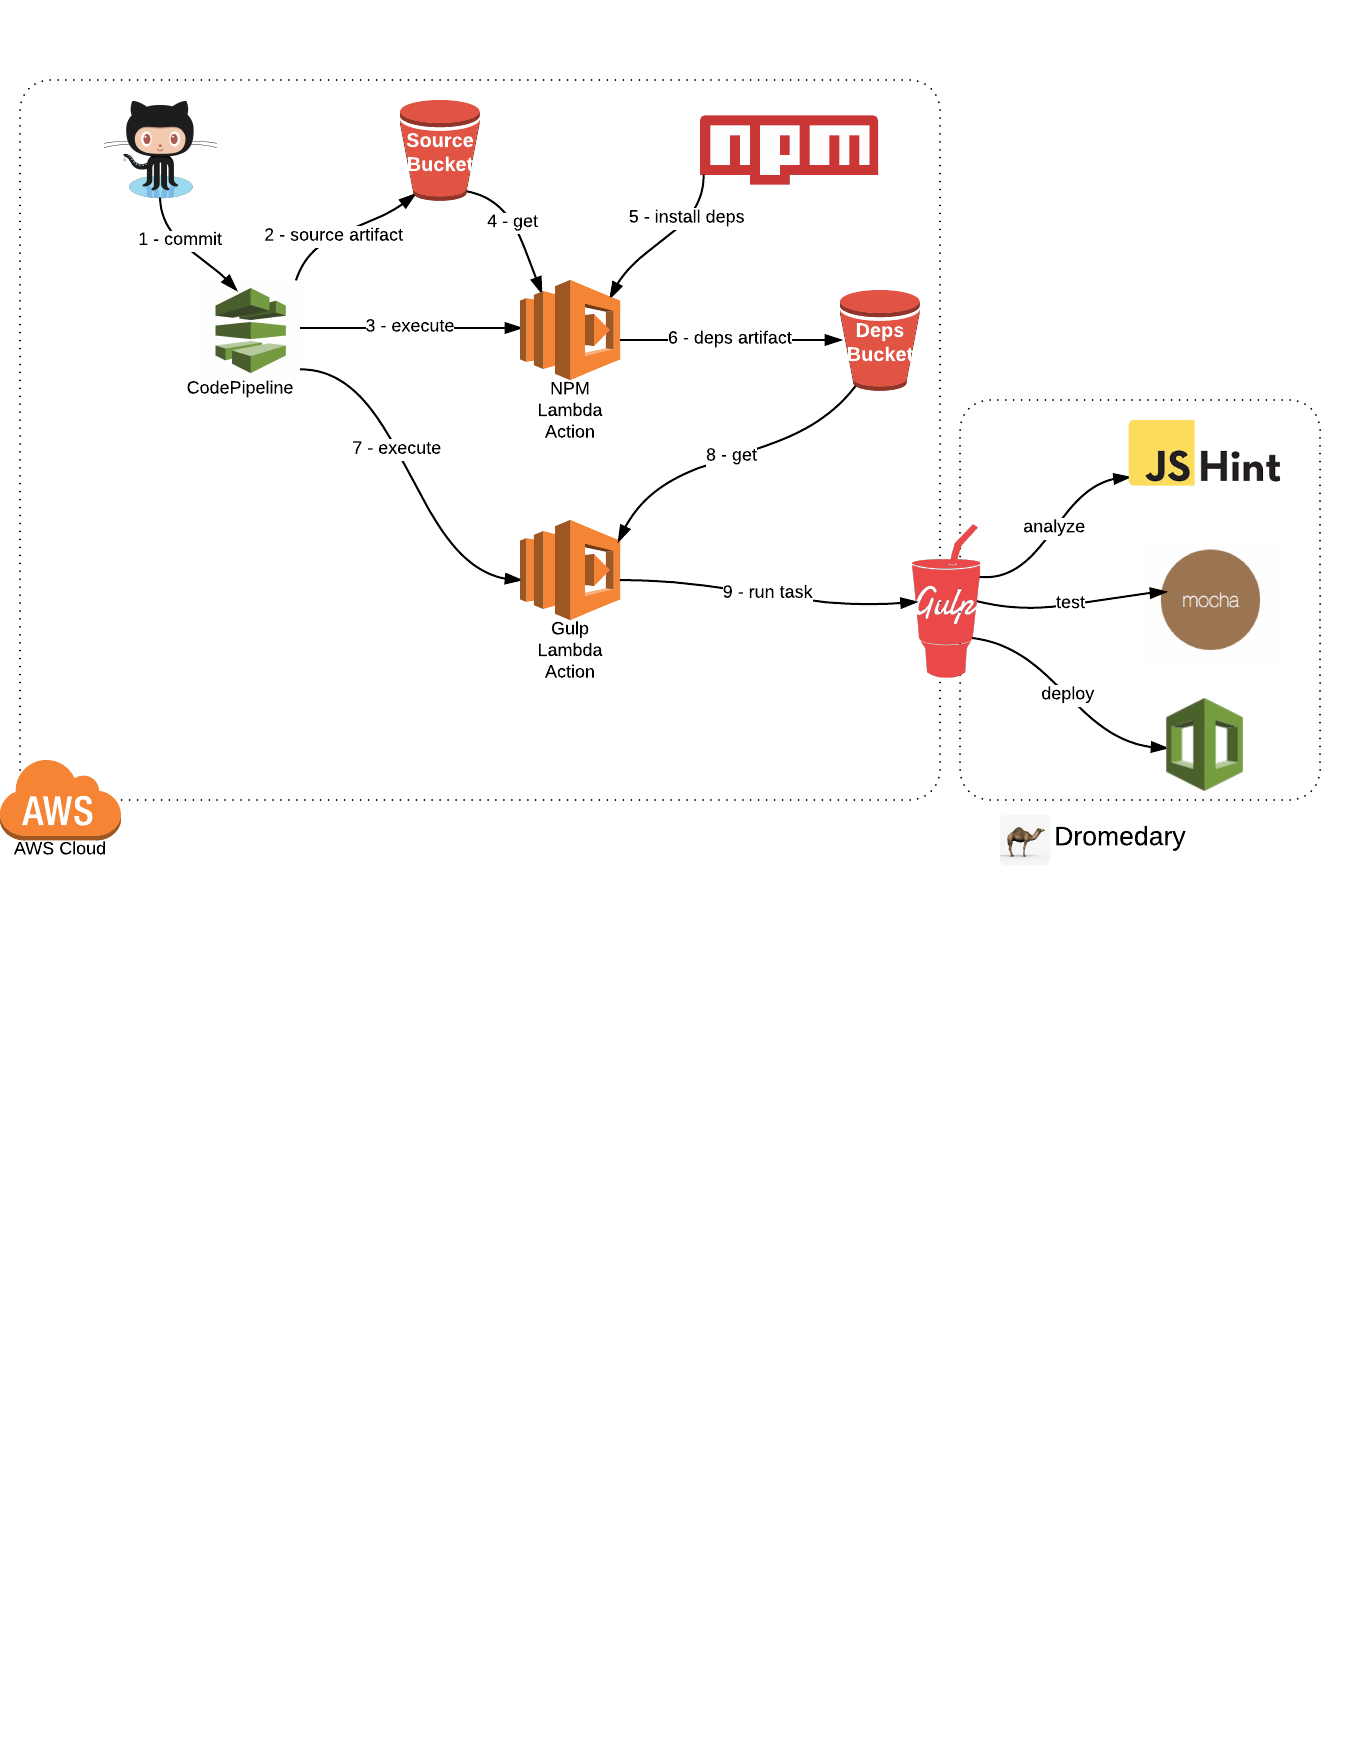 Source
Bucket
npm
1 - commit
2 - source artifact
4 - get
5 - install deps
3 - execute
6 - deps artifact
Deps
Bucket
CodePipeline
NPM
Lambda
Action
7 - execute
8 - get
JSHint
analyze
9 - run task
Gulp
test
mocha
Gulp
Lambda
Action
deploy
AWS
AWS Cloud
Dromedary